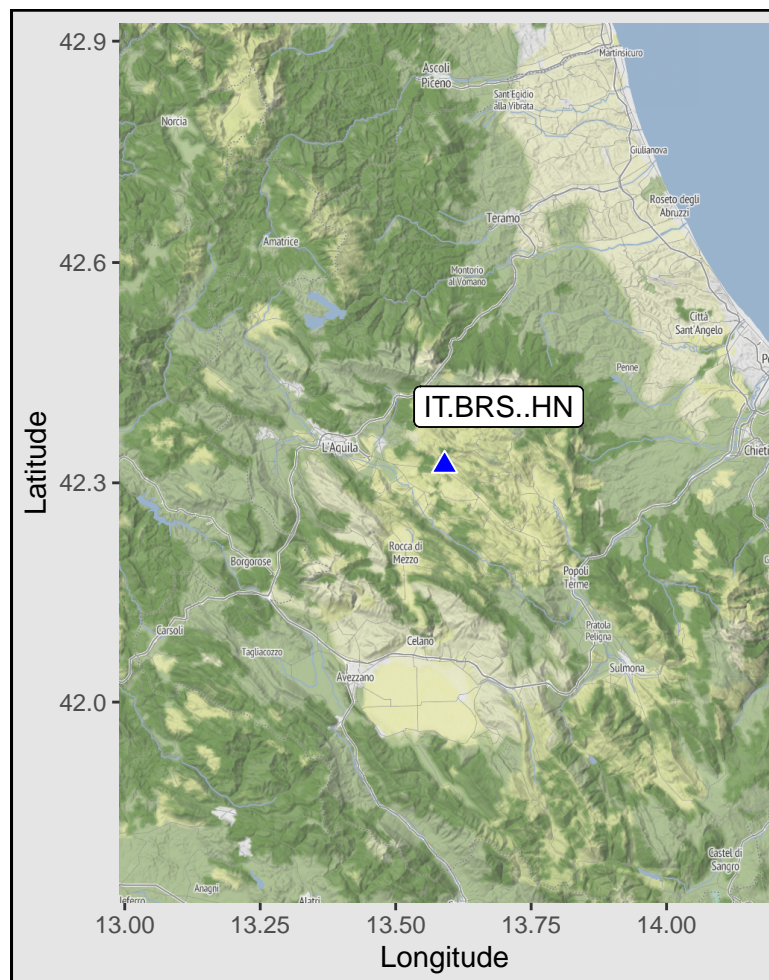 42.9
Martinsicuro
Ascoli
Piceno
Sant'Egidio
alla Vibrata
Norcia
Giulianova
Roseto degli
Abruzzi
Teramo
Amatrice
42.6
Montorio
al Vomano
Città
Sant'Angelo
Penne
IT.BRS..HN
L'Aquila
Chieti
Latitude
42.3
Rocca di
Mezzo
Borgorose
Popoli
Terme
Carsoli
Pratola
Peligna
Celano
Tagliacozzo
Sulmona
Avezzano
42.0
Castel di
Sangro
Anagni
Alatri
13.00
13.25
13.50
13.75
14.00
Longitude